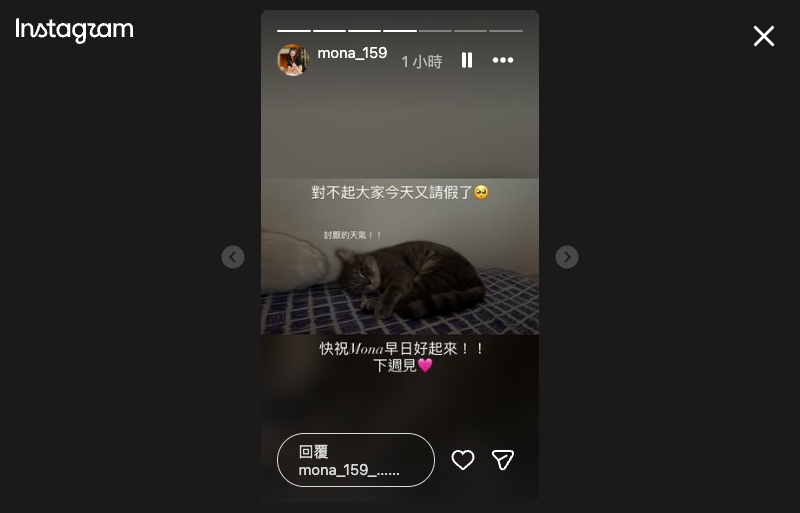 Instagram
mona_159
1 小時
對不起大家今天又請假了🥺
討厭的天氣！！
快祝Mona早日好起來！！
下週見💗
回覆
mona_159_......